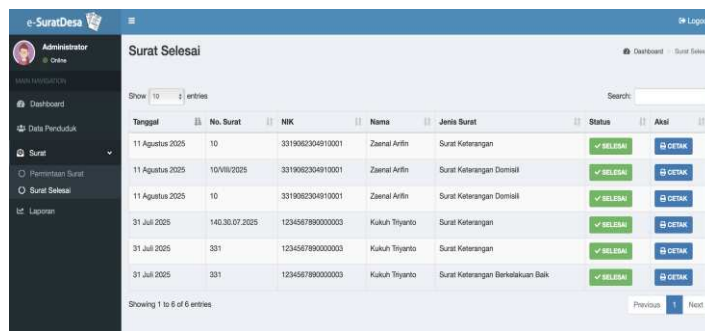 e-SuratDesa
Logou
Administrator
Online
Surat Selesai
Dashboard Surat Seles
MAIN NAVIGATION
Show 10 entries
Search:
Dashboard
Data Penduduk
Surat
Permintaan Surat
Surat Selesai
Laporan
Tanggal No. Surat NIK Nama Jenis Surat Status Aksi
11 Agustus 2025 10 3319062304910001 Zaenal Arifin Surat Keterangan SELESAI CETAK
11 Agustus 2025 10/VIII/2025 3319062304910001 Zaenal Arifin Surat Keterangan Domisili SELESAI CETAK
11 Agustus 2025 10 3319062304910001 Zaenal Arifin Surat Keterangan Domisili SELESAI CETAK
31 Juli 2025 140.30.07.2025 1234567890000003 Kukuh Triyanto Surat Keterangan SELESAI CETAK
31 Juli 2025 331 1234567890000003 Kukuh Triyanto Surat Keterangan SELESAI CETAK
31 Juli 2025 331 1234567890000003 Kukuh Triyanto Surat Keterangan Berkelakuan Baik SELESAI CETAK
Showing 1 to 6 of 6 entries
Previous 1 Next